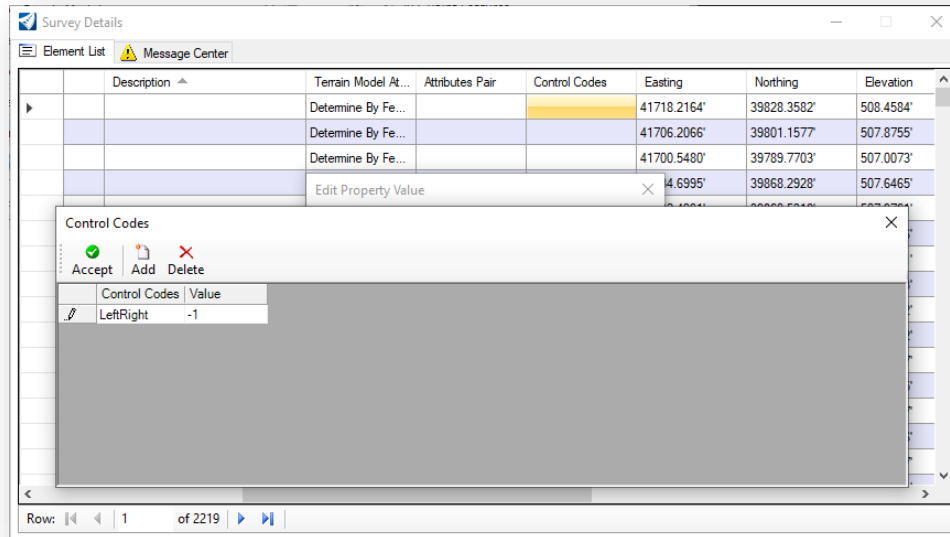 Survey Details
Element List Message Center
Description Terrain Model At... Attributes Pair Control Codes Easting Northing Elevation
Determine By Fe... 41718.2164' 39828.3582' 508.4584'
Determine By Fe... 41706.2066' 39801.1577' 507.8755'
Determine By Fe... 41700.5480' 39789.7703' 507.0073'
Edit Property Value 4.6995' 39868.2928' 507.6465'
Control Codes
Accept Add Delete
Control Codes Value
LeftRight -1
Row: 1 of 2219